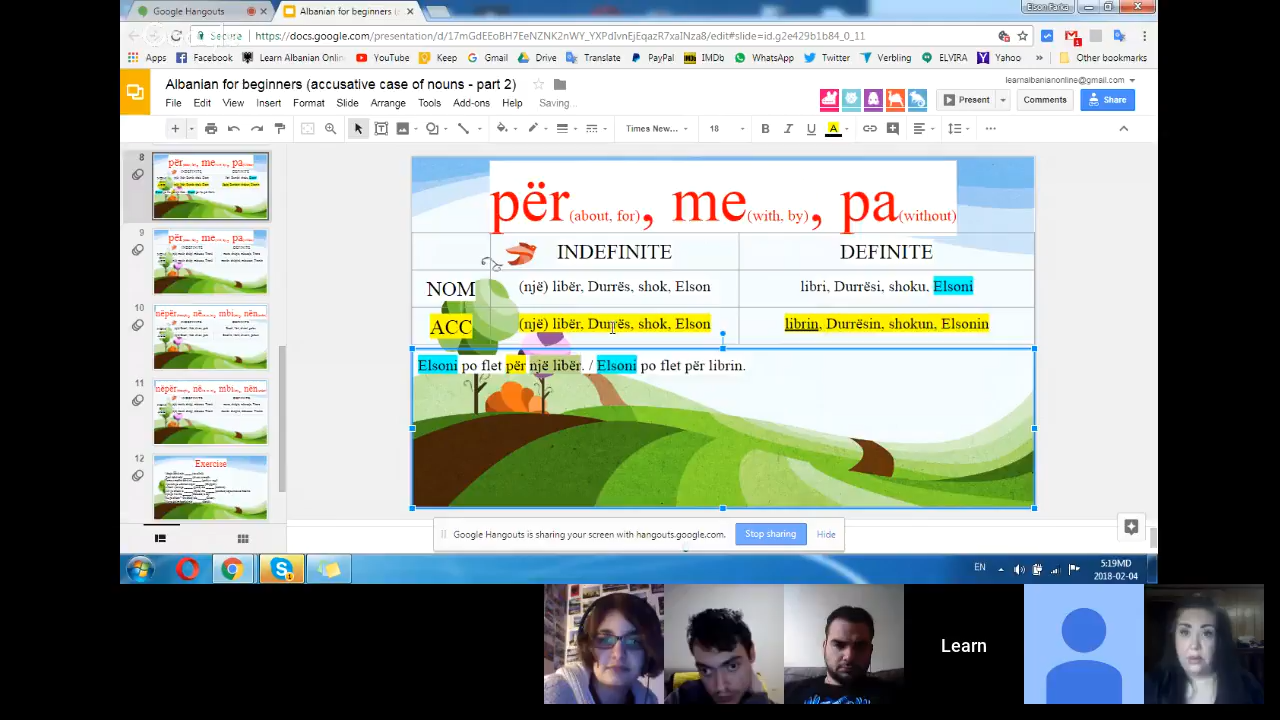 Google Hangouts
Albanian for beginners (
Elson Farka
Secure
https://docs.google.com/presentation/d/17mGdEEoBH7EeNZNK2nWY_YXPdIvnEjEqazR7xaINza8/edit#slide=id.g2e429b1b84_0_11
Apps Facebook Learn Albanian Online YouTube Keep Gmail Drive Translate PayPal IMDb WhatsApp Twitter Verbling ELVIRA Yahoo » Other bookmarks
Albanian for beginners (accusative case of nouns - part 2)
learnalbanianonline@gmail.com
File Edit View Insert Format Slide Arrange Tools Add-ons Help Saving...
Present Comments Share
Times New... 18 B I U A
8
9
10
11
12
Exercise
për(about, for), me(with, by), pa(without)
INDEFINITE DEFINITE
NOM (një) libër, Durrës, shok, Elson libri, Durrësi, shoku, Elsoni
ACC (një) libër, Durrës, shok, Elson librin, Durrësin, shokun, Elsonin
Elsoni po flet për një libër. / Elsoni po flet për librin.
Google Hangouts is sharing your screen with hangouts.google.com. Stop sharing Hide
EN
5:19MD
2018-02-04
Learn